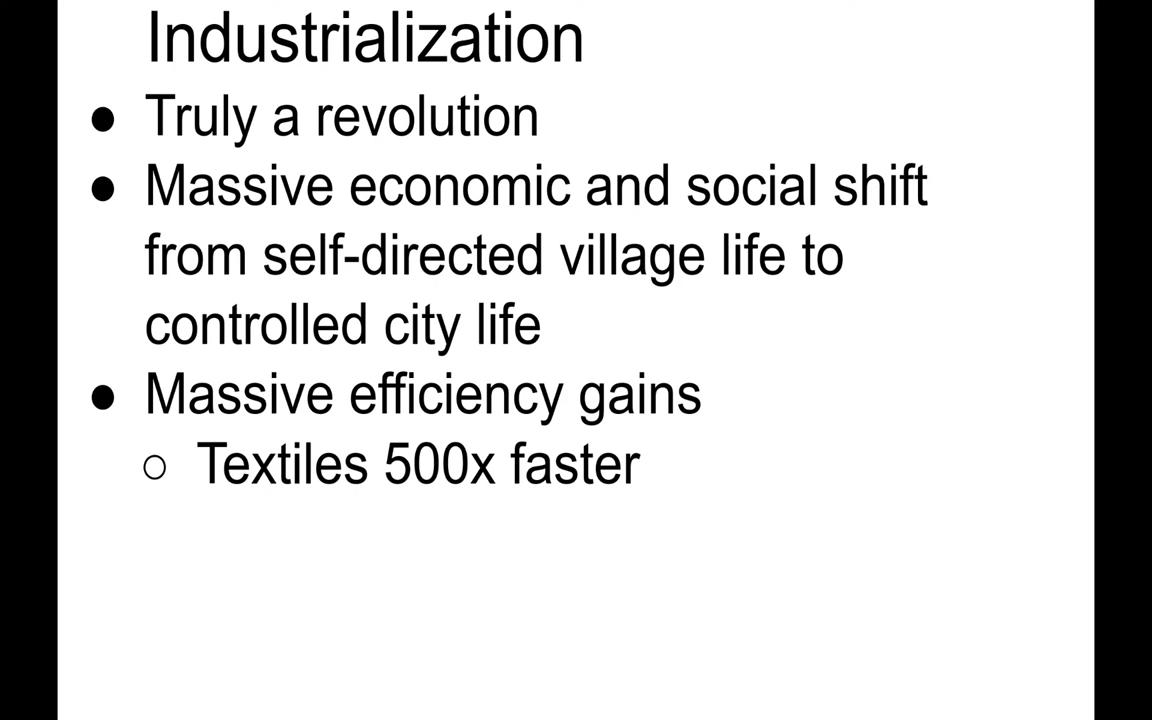 Industrialization
● Truly a revolution
● Massive economic and social shift
from self-directed village life to
controlled city life
● Massive efficiency gains
○ Textiles 500x faster